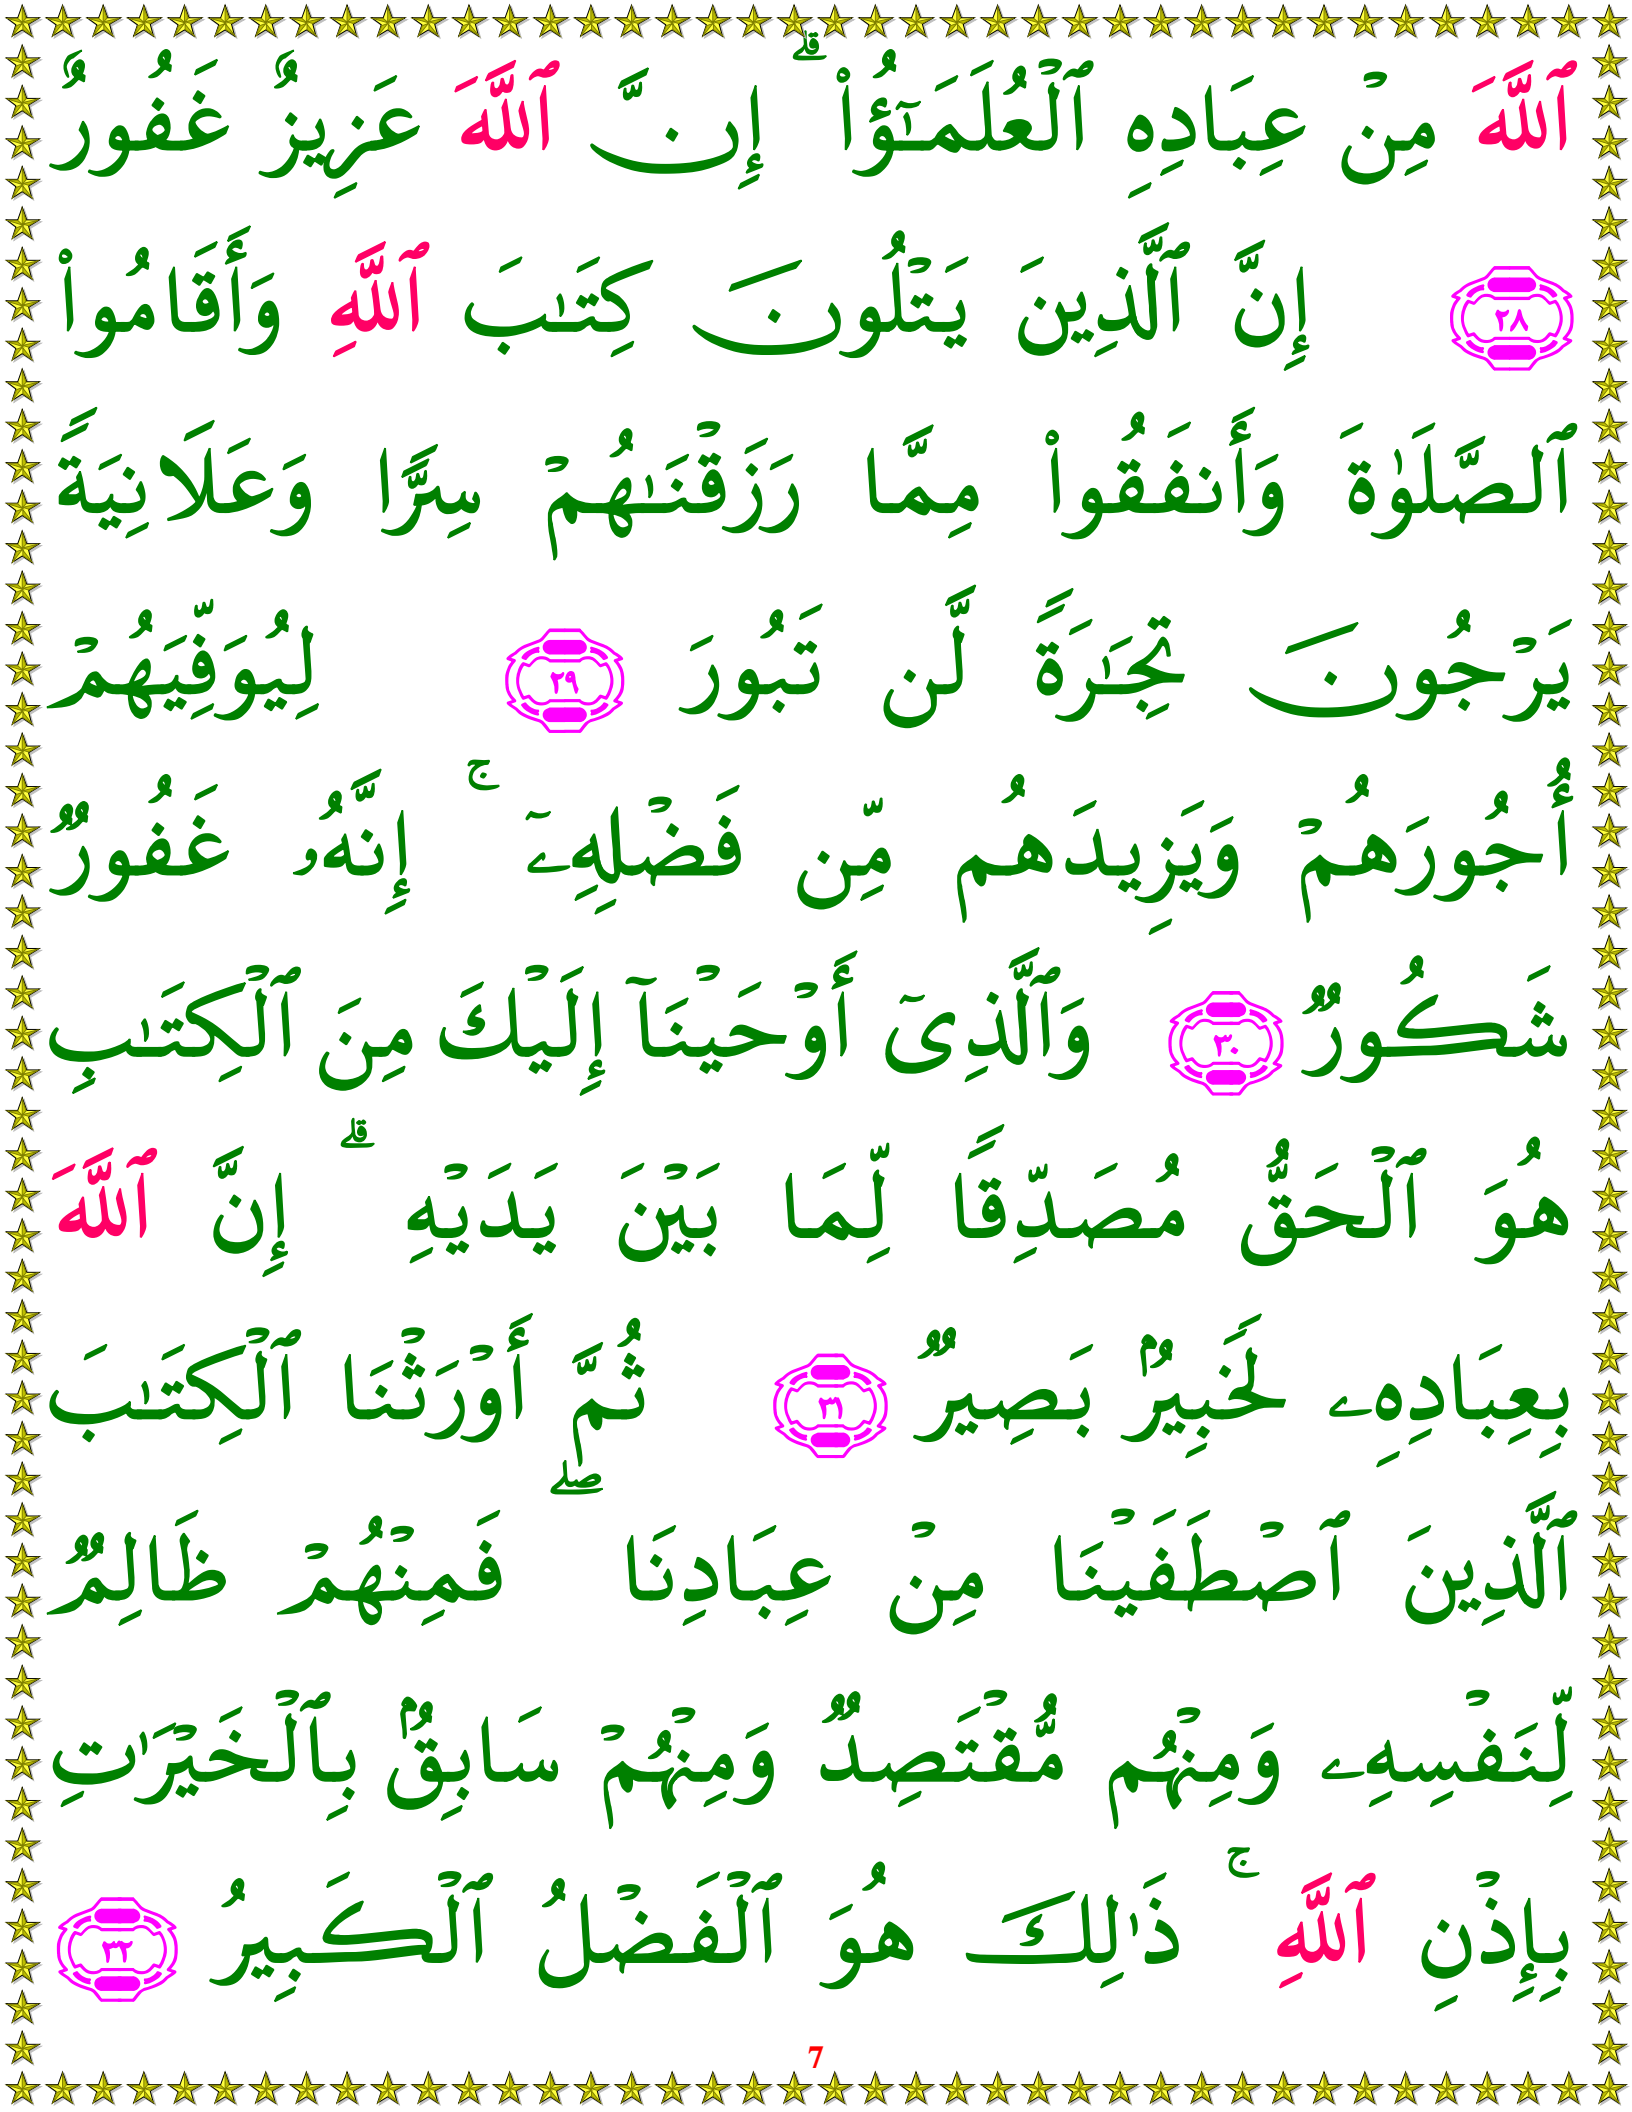 ٱللَّهَ مِنْ عِبَادِهِ ٱلْعُلَمَـٰٓؤُا۟ ۗ إِنَّ ٱللَّهَ عَزِيزٌ غَفُورٌ
﴿٢٨﴾ إِنَّ ٱلَّذِينَ يَتْلُونَ كِتَـٰبَ ٱللَّهِ وَأَقَامُوا۟
ٱلصَّلَوٰةَ وَأَنفَقُوا۟ مِمَّا رَزَقْنَـٰهُمْ سِرًّا وَعَلَانِيَةً
يَرْجُونَ تِجَـٰرَةً لَّن تَبُورَ ﴿٢٩﴾ لِيُوَفِّيَهُمْ
أُجُورَهُمْ وَيَزِيدَهُم مِّن فَضْلِهِۦٓ ۚ إِنَّهُۥ غَفُورٌ
شَكُورٌ ﴿٣٠﴾ وَٱلَّذِىٓ أَوْحَيْنَآ إِلَيْكَ مِنَ ٱلْكِتَـٰبِ
هُوَ ٱلْحَقُّ مُصَدِّقًا لِّمَا بَيْنَ يَدَيْهِ ۗ إِنَّ ٱللَّهَ
بِعِبَادِهِۦ لَخَبِيرٌۢ بَصِيرٌ ﴿٣١﴾ ثُمَّ أَوْرَثْنَا ٱلْكِتَـٰبَ
ٱلَّذِينَ ٱصْطَفَيْنَا مِنْ عِبَادِنَا ۖ فَمِنْهُمْ ظَالِمٌ
لِّنَفْسِهِۦ وَمِنْهُم مُّقْتَصِدٌ وَمِنْهُمْ سَابِقٌۢ بِٱلْخَيْرَٰتِ
بِإِذْنِ ٱللَّهِ ۚ ذَٰلِكَ هُوَ ٱلْفَضْلُ ٱلْكَبِيرُ ﴿٣٢﴾
7